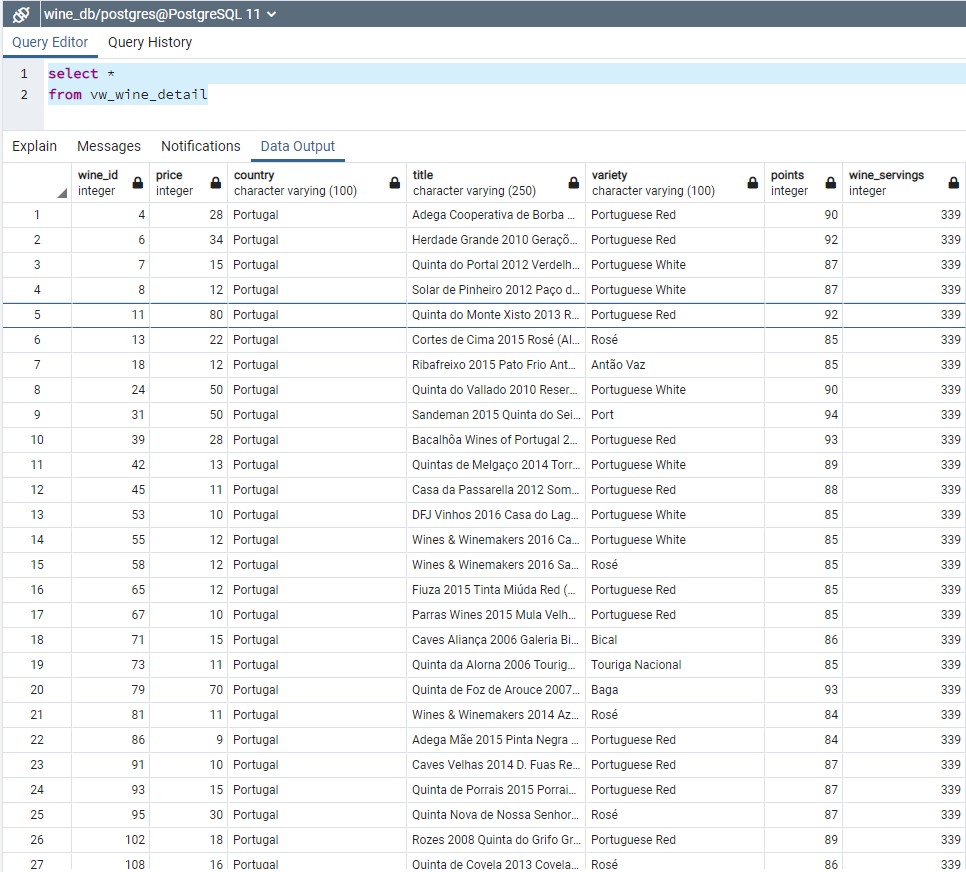 wine_db/postgres@PostgreSQL 11
Query Editor Query History
1 select *
2 from vw_wine_detail
Explain Messages Notifications Data Output
wine_id price country title variety points wine_servings
integer integer character varying (100) character varying (250) character varying (100) integer integer
1 4 28 Portugal Adega Cooperativa de Borba ... Portuguese Red 90 339
2 6 34 Portugal Herdade Grande 2010 Geraçõ... Portuguese Red 92 339
3 7 15 Portugal Quinta do Portal 2012 Verdelh... Portuguese White 87 339
4 8 12 Portugal Solar de Pinheiro 2012 Paço d... Portuguese White 87 339
5 11 80 Portugal Quinta do Monte Xisto 2013 R... Portuguese Red 92 339
6 13 22 Portugal Cortes de Cima 2015 Rosé (Al... Rosé 85 339
7 18 12 Portugal Ribafreixo 2015 Pato Frio Ant... Antão Vaz 85 339
8 24 50 Portugal Quinta do Vallado 2010 Reser... Portuguese White 90 339
9 31 50 Portugal Sandeman 2015 Quinta do Sei... Port 94 339
10 39 28 Portugal Bacalhôa Wines of Portugal 2... Portuguese Red 93 339
11 42 13 Portugal Quintas de Melgaço 2014 Torr... Portuguese White 89 339
12 45 11 Portugal Casa da Passarella 2012 Som... Portuguese Red 88 339
13 53 10 Portugal DFJ Vinhos 2016 Casa do Lag... Portuguese White 85 339
14 55 12 Portugal Wines & Winemakers 2016 Ca... Portuguese White 85 339
15 58 12 Portugal Wines & Winemakers 2016 Sa... Rosé 85 339
16 65 12 Portugal Fiuza 2015 Tinta Miúda Red (... Portuguese Red 85 339
17 67 10 Portugal Parras Wines 2015 Mula Velh... Portuguese Red 85 339
18 71 15 Portugal Caves Aliança 2006 Galeria Bi... Bical 86 339
19 73 11 Portugal Quinta da Alorna 2006 Tourig... Touriga Nacional 85 339
20 79 70 Portugal Quinta de Foz de Arouce 2007... Baga 93 339
21 81 11 Portugal Wines & Winemakers 2014 Az... Rosé 84 339
22 86 9 Portugal Adega Mãe 2015 Pinta Negra ... Portuguese Red 84 339
23 91 10 Portugal Caves Velhas 2014 D. Fuas Re... Portuguese Red 87 339
24 93 15 Portugal Quinta de Porrais 2015 Porrai... Portuguese Red 87 339
25 95 30 Portugal Quinta Nova de Nossa Senhor... Rosé 87 339
26 102 18 Portugal Rozes 2008 Quinta do Grifo Gr... Portuguese Red 89 339
27 108 16 Portugal Quinta de Covela 2013 Covela... Rosé 86 339